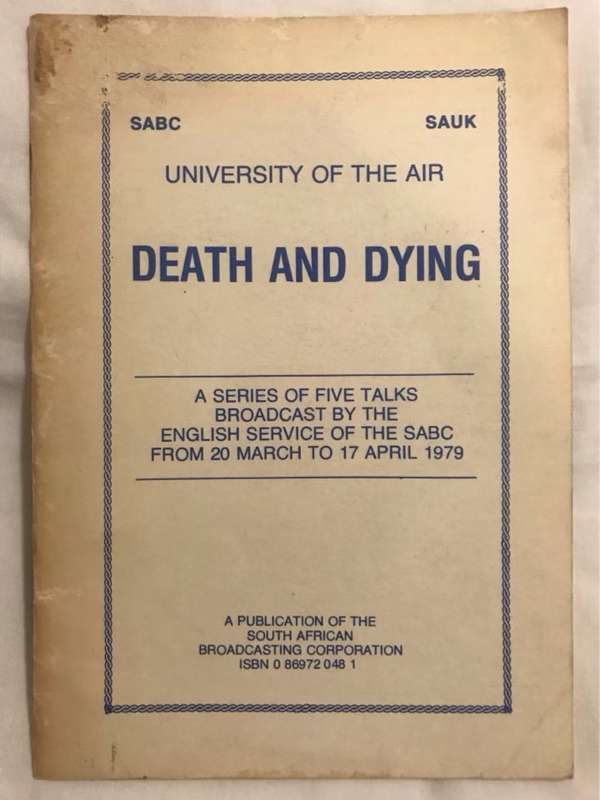 SABC SAUK
UNIVERSITY OF THE AIR
DEATH AND DYING
A SERIES OF FIVE TALKS
BROADCAST BY THE
ENGLISH SERVICE OF THE SABC
FROM 20 MARCH TO 17 APRIL 1979
A PUBLICATION OF THE
SOUTH AFRICAN
BROADCASTING CORPORATION
ISBN 0 86972 048 1